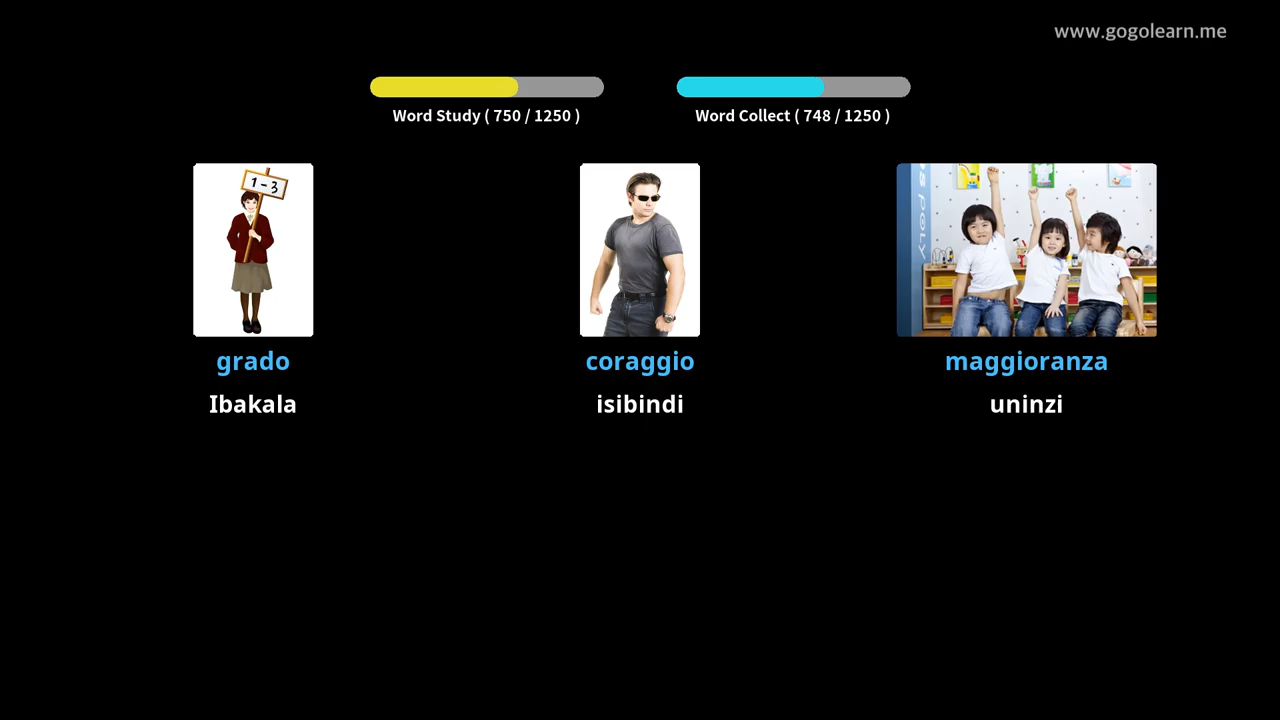 www.gogolearn.me
Word Study ( 750 / 1250 )
Word Collect ( 748 / 1250 )
1 - 3
grado
coraggio
maggioranza
Ibakala
isibindi
uninzi